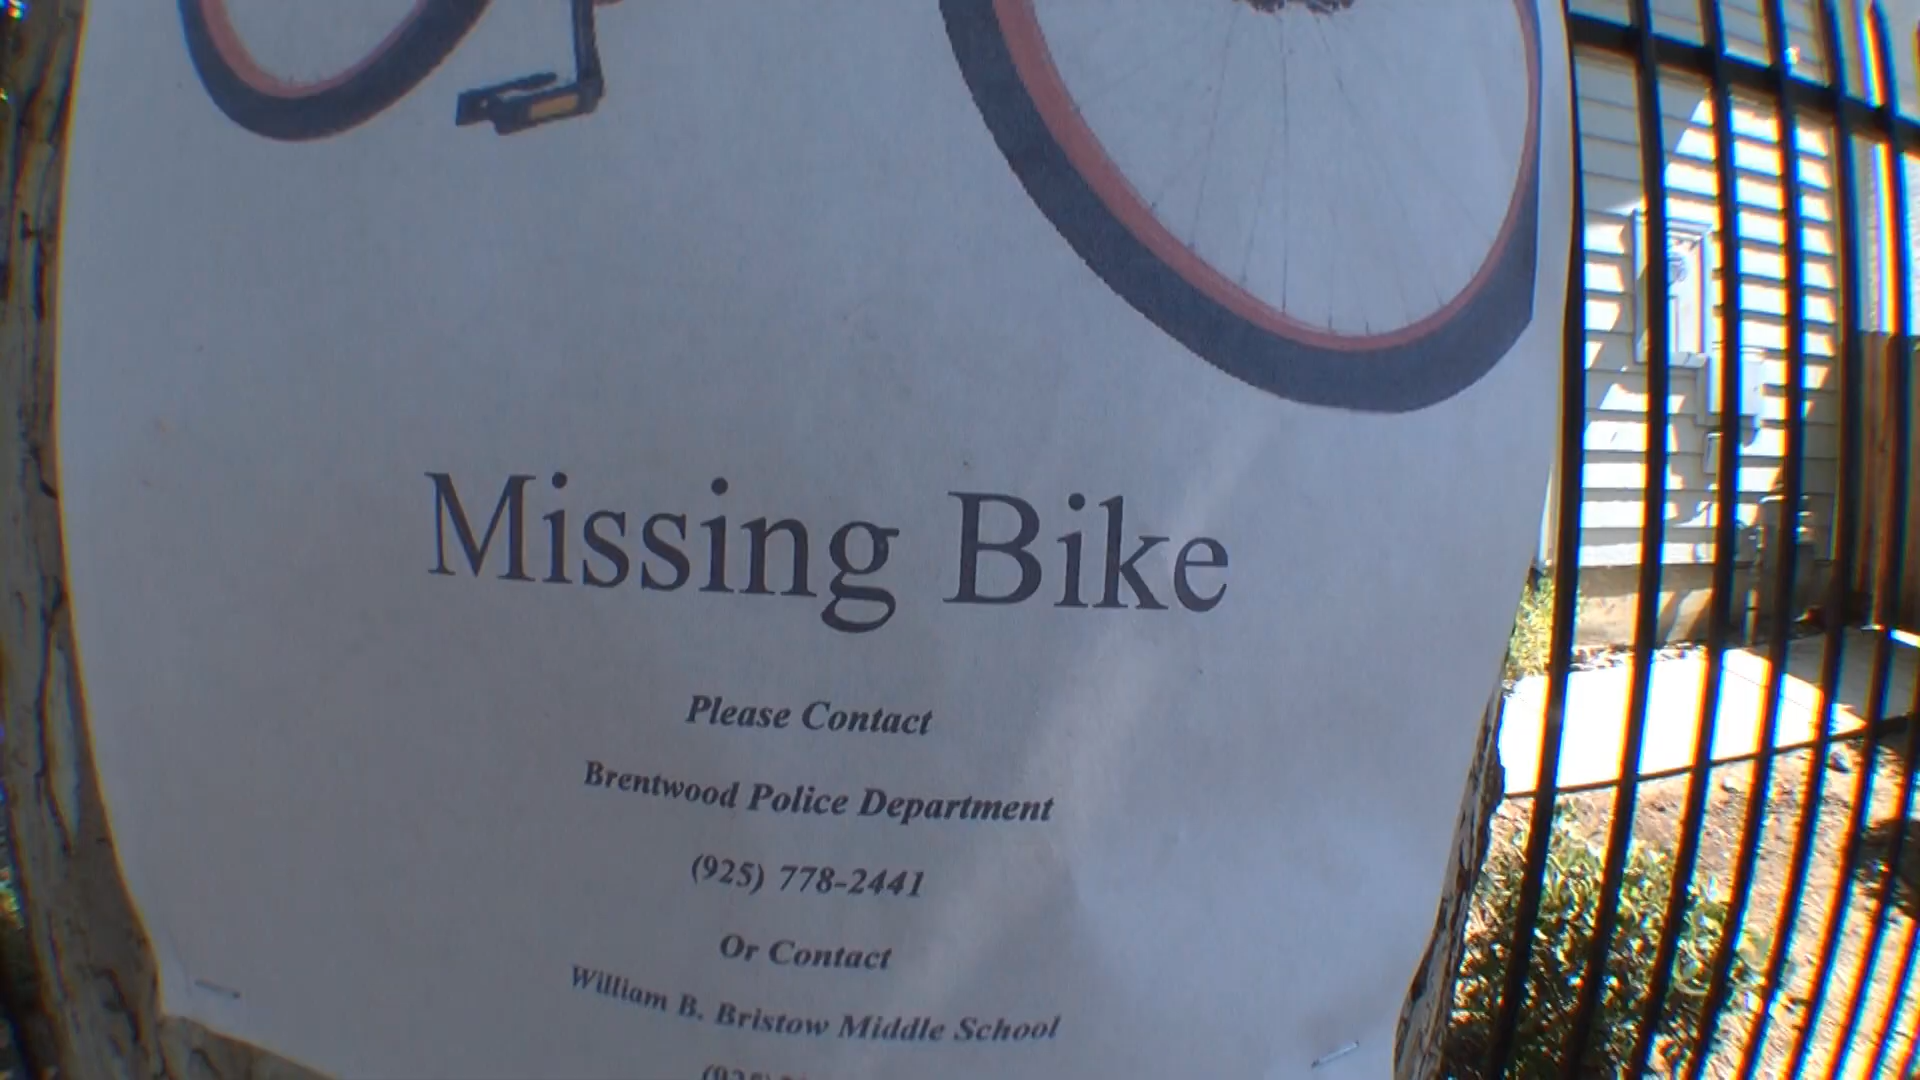 Missing Bike
Please Contact
Brentwood Police Department
(925) 778-2441
Or Contact
William B. Bristow Middle School